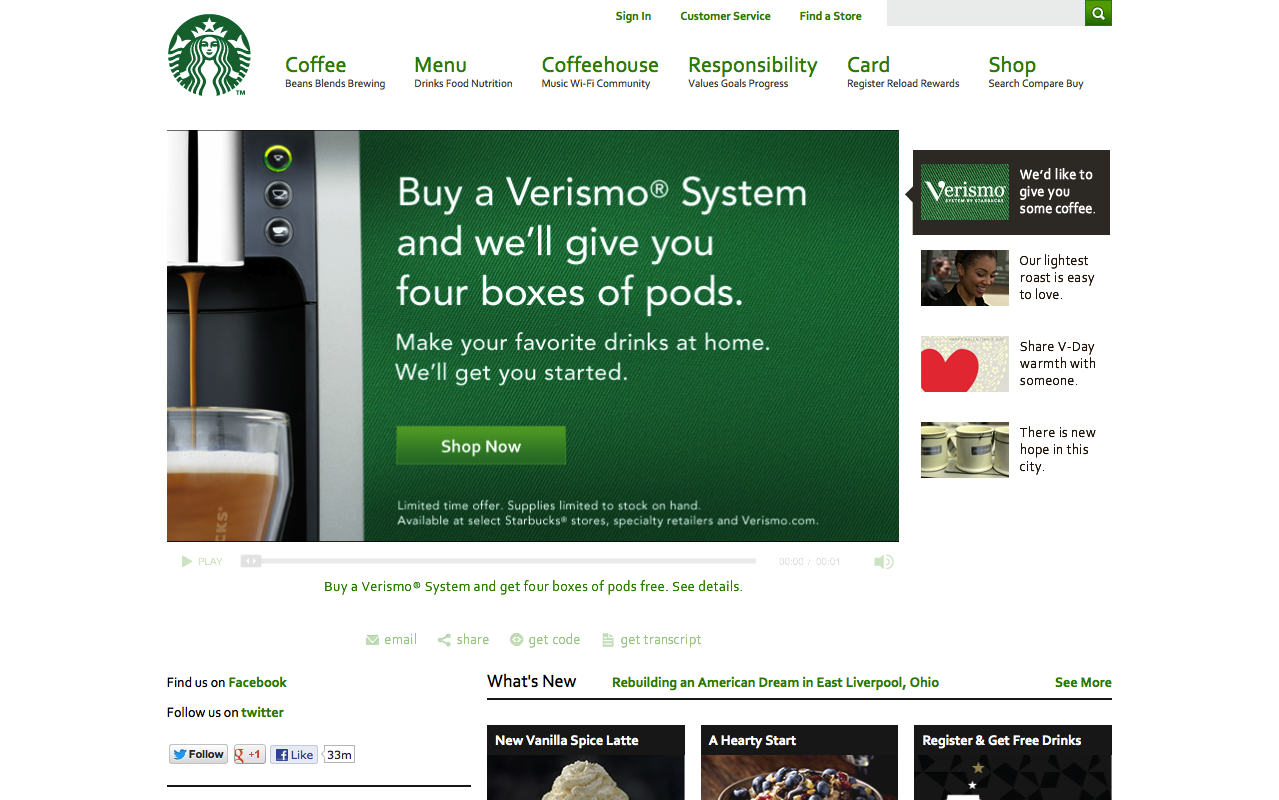 Sign In Customer Service Find a Store
Coffee Menu Coffeehouse Responsibility Card Shop
Beans Blends Brewing Drinks Food Nutrition Music Wi-Fi Community Values Goals Progress Register Reload Rewards Search Compare Buy
TM
Buy a Verismo® System
and we'll give you
four boxes of pods.
Make your favorite drinks at home.
We'll get you started.
Shop Now
Limited time offer. Supplies limited to stock on hand.
Available at select Starbucks® stores, specialty retailers and Verismo.com.
Verismo
SYSTEM BY STARBUCKS
We'd like to
give you
some coffee.
Our lightest
roast is easy
to love.
Share V-Day
warmth with
someone.
There is new
hope in this
city.
PLAY 00:00 / 00:01
Buy a Verismo® System and get four boxes of pods free. See details.
email share get code get transcript
Find us on Facebook
Follow us on twitter
Follow +1 Like 33m
What's New Rebuilding an American Dream in East Liverpool, Ohio See More
New Vanilla Spice Latte A Hearty Start Register & Get Free Drinks